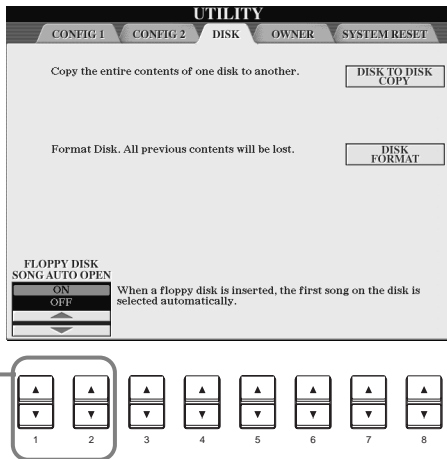 UTILITY
CONFIG 1 CONFIG 2 DISK OWNER SYSTEM RESET
Copy the entire contents of one disk to another.
DISK TO DISK
COPY
Format Disk. All previous contents will be lost.
DISK
FORMAT
FLOPPY DISK
SONG AUTO OPEN
ON
OFF
When a floppy disk is inserted, the first song on the disk is
selected automatically.
1 2 3 4 5 6 7 8